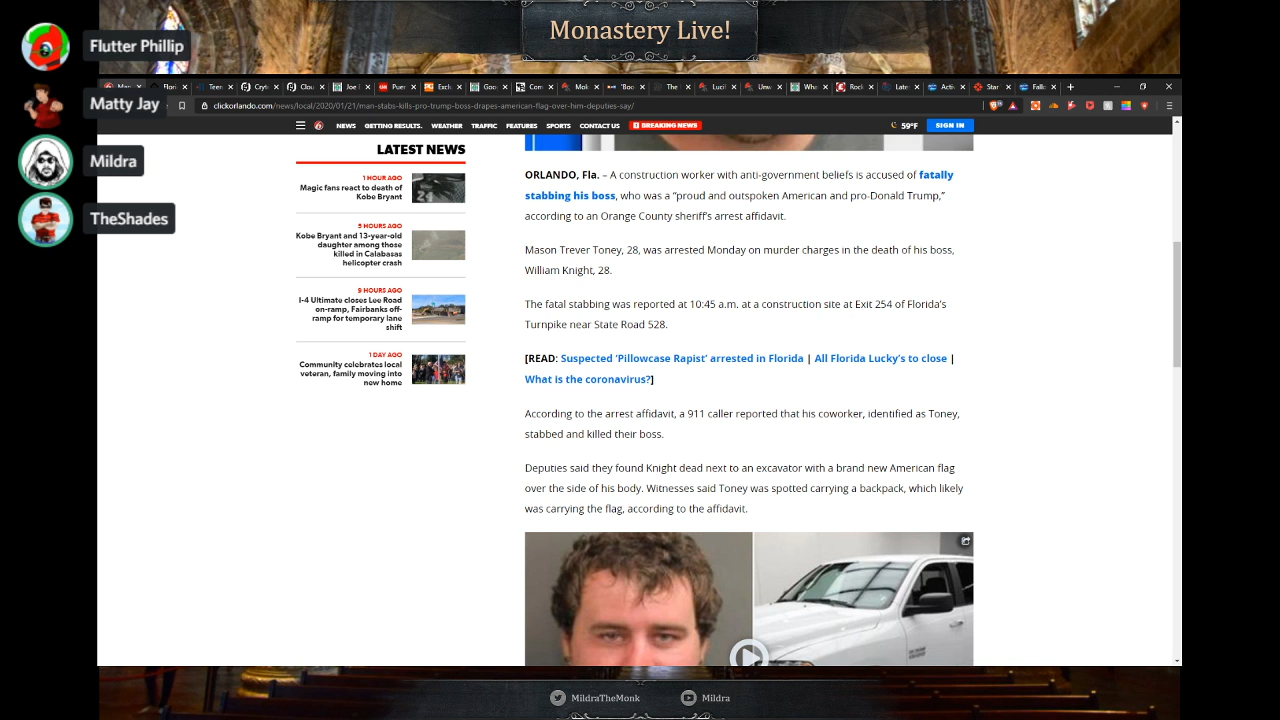 Monastery Live!
Flutter Phillip
Matty Jay
Mildra
TheShades
clickorlando.com/news/local/2020/01/21/man-stabs-kills-pro-trump-boss-drapes-american-flag-over-him-deputies-say/
NEWS GETTING RESULTS. WEATHER TRAFFIC FEATURES SPORTS CONTACT US BREAKING NEWS 59°F SIGN IN
LATEST NEWS
1 HOUR AGO
Magic fans react to death of
Kobe Bryant
5 HOURS AGO
Kobe Bryant and 13-year-old
daughter among those
killed in Calabasas
helicopter crash
9 HOURS AGO
I-4 Ultimate closes Lee Road
on-ramp, Fairbanks off-
ramp for temporary lane
shift
1 DAY AGO
Community celebrates local
veteran, family moving into
new home
ORLANDO, Fla. – A construction worker with anti-government beliefs is accused of fatally
stabbing his boss, who was a “proud and outspoken American and pro-Donald Trump,”
according to an Orange County sheriff’s arrest affidavit.
Mason Trever Toney, 28, was arrested Monday on murder charges in the death of his boss,
William Knight, 28.
The fatal stabbing was reported at 10:45 a.m. at a construction site at Exit 254 of Florida’s
Turnpike near State Road 528.
[READ: Suspected ‘Pillowcase Rapist’ arrested in Florida | All Florida Lucky’s to close |
What is the coronavirus?]
According to the arrest affidavit, a 911 caller reported that his coworker, identified as Toney,
stabbed and killed their boss.
Deputies said they found Knight dead next to an excavator with a brand new American flag
over the side of his body. Witnesses said Toney was spotted carrying a backpack, which likely
was carrying the flag, according to the affidavit.
MildraTheMonk Mildra